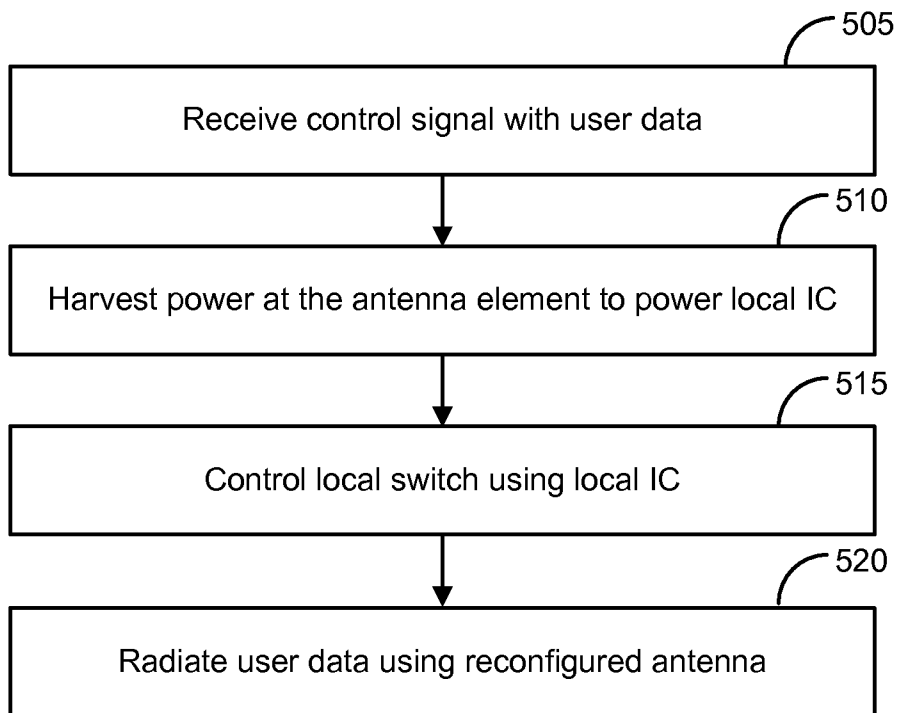 505
Receive control signal with user data
510
Harvest power at the antenna element to power local IC
515
Control local switch using local IC
520
Radiate user data using reconfigured antenna